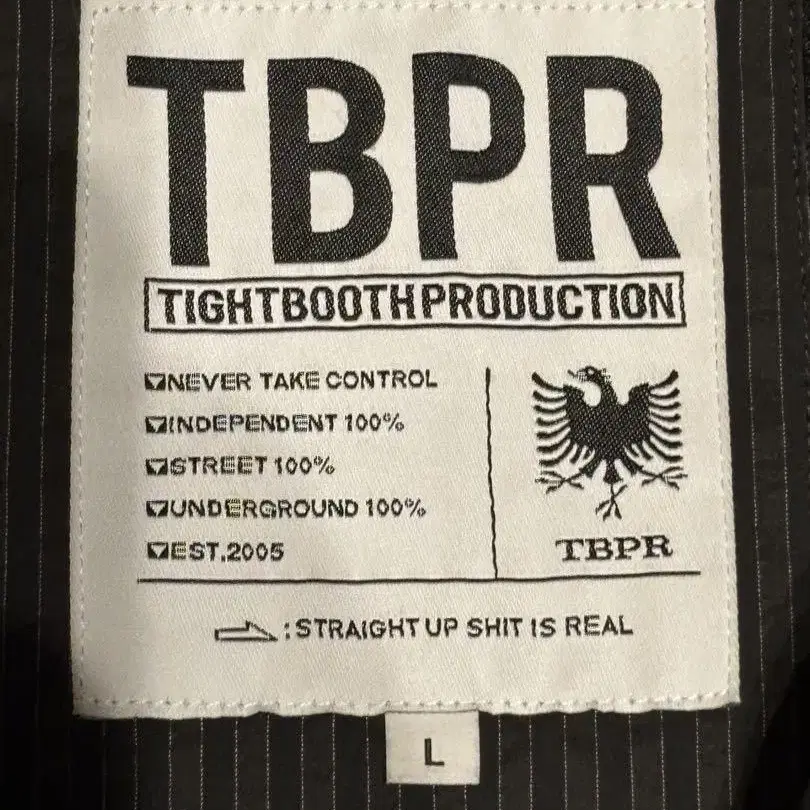 TBPR
TIGHTBOOTHPRODUCTION
NEVER TAKE CONTROL
INDEPENDENT 100%
STREET 100%
UNDERGROUND 100%
EST.2005
TBPR
:STRAIGHT UP SHIT IS REAL
L